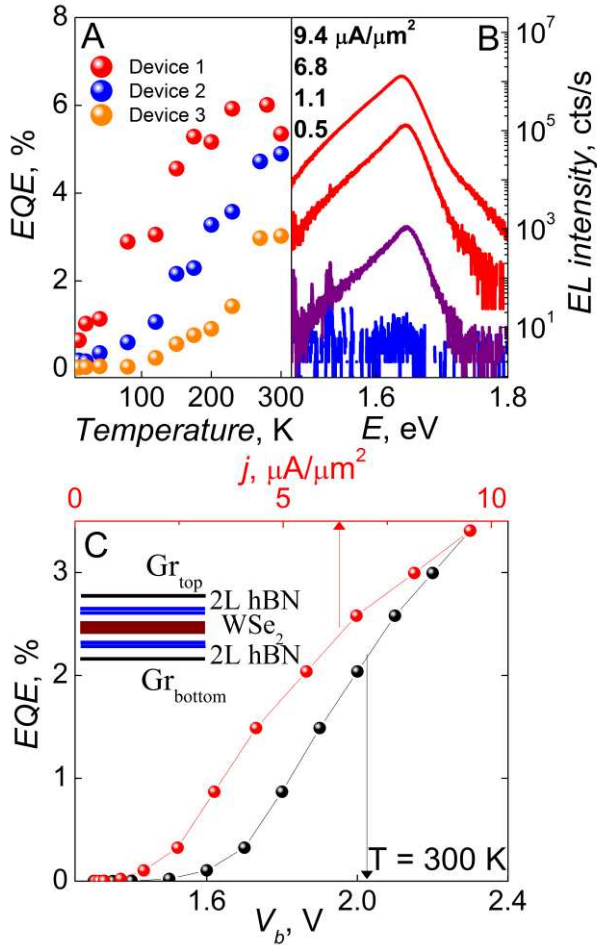 8%
A
Device 1
Device 2
Device 3
6
4
2
0
EQE, %
100 200 300
Temperature, K
B
9.4 μA/μm²
6.8
1.1
0.5
10⁷
10⁵
10³
10¹
EL intensity, cts/s
1.6 1.8
E, eV
j, μA/μm²
0 5 10
C
Gr_top
2L hBN
WSe₂
2L hBN
Gr_bottom
3
2
1
0
EQE, %
T = 300 K
1.6 2.0 2.4
V_b, V